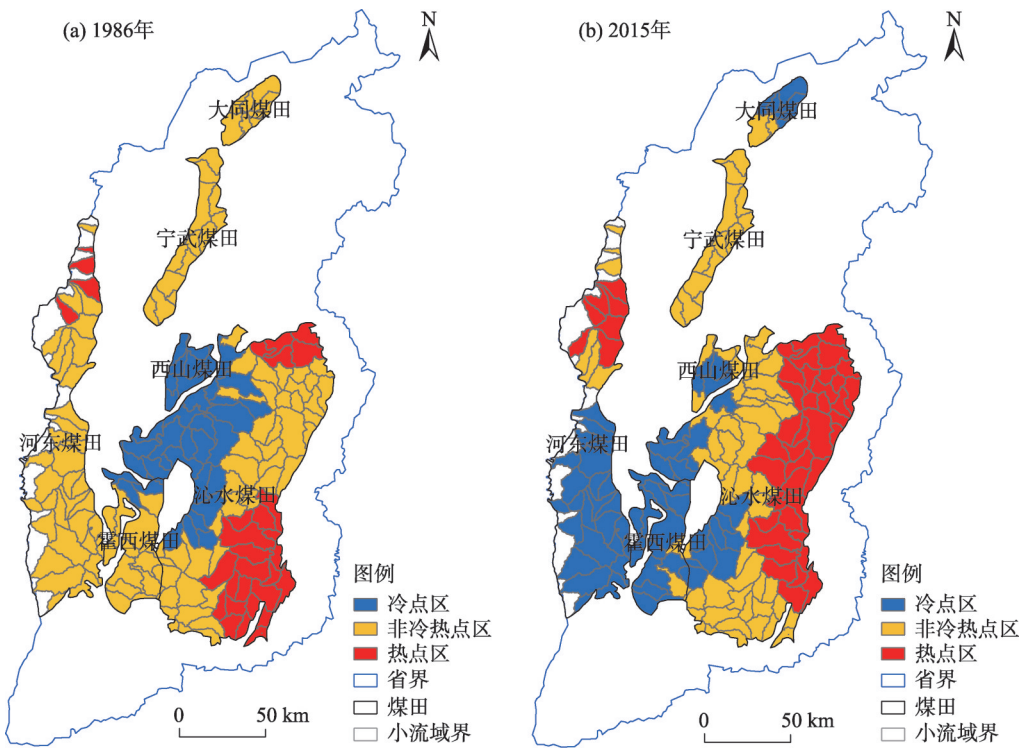 (a) 1986年
N
大同煤田
宁武煤田
西山煤田
河东煤田
沁水煤田
霍西煤田
图例
冷点区
非冷热点区
热点区
省界
煤田
小流域界
0 50 km
(b) 2015年
N
大同煤田
宁武煤田
西山煤田
河东煤田
沁水煤田
霍西煤田
图例
冷点区
非冷热点区
热点区
省界
煤田
小流域界
0 50 km